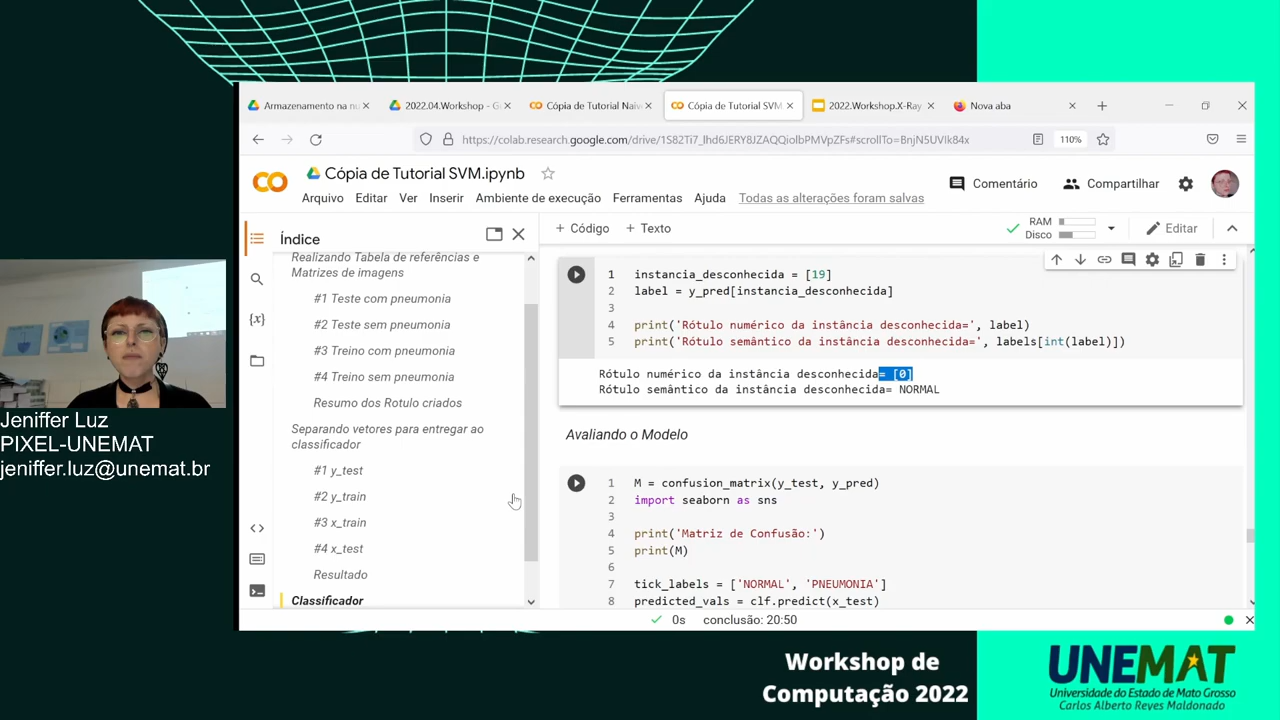 Armazenamento na nu
2022.04.Workshop - G
Cópia de Tutorial Naiv
Cópia de Tutorial SVM
2022.Workshop.X-Ray
Nova aba
https://colab.research.google.com/drive/1S82Ti7_lhd6JERY8JZAQQiolbPMVpZFs#scrollTo=BnjN5UVIk84x
110%
CO
Cópia de Tutorial SVM.ipynb
Arquivo Editar Ver Inserir Ambiente de execução Ferramentas Ajuda Todas as alterações foram salvas
Comentário
Compartilhar
Índice
+ Código + Texto
RAM
Disco
Editar
Realizando Tabela de referências e
Matrizes de imagens
#1 Teste com pneumonia
#2 Teste sem pneumonia
#3 Treino com pneumonia
#4 Treino sem pneumonia
Resumo dos Rotulo criados
Separando vetores para entregar ao
classificador
#1 y_test
#2 y_train
#3 x_train
#4 x_test
Resultado
Classificador
{x}
1 instancia_desconhecida = [19]
2 label = y_pred[instancia_desconhecida]
3
4 print('Rótulo numérico da instância desconhecida=', label)
5 print('Rótulo semântico da instância desconhecida=', labels[int(label)])
Rótulo numérico da instância desconhecida= [0]
Rótulo semântico da instância desconhecida= NORMAL
Avaliando o Modelo
1 M = confusion_matrix(y_test, y_pred)
2 import seaborn as sns
3
4 print('Matriz de Confusão:')
5 print(M)
6
7 tick_labels = ['NORMAL', 'PNEUMONIA']
8 predicted_vals = clf.predict(x_test)
0s conclusão: 20:50
Jeniffer Luz
PIXEL-UNEMAT
jeniffer.luz@unemat.br
Workshop de
Computação 2022
UNEMAT
Universidade do Estado de Mato Grosso
Carlos Alberto Reyes Maldonado